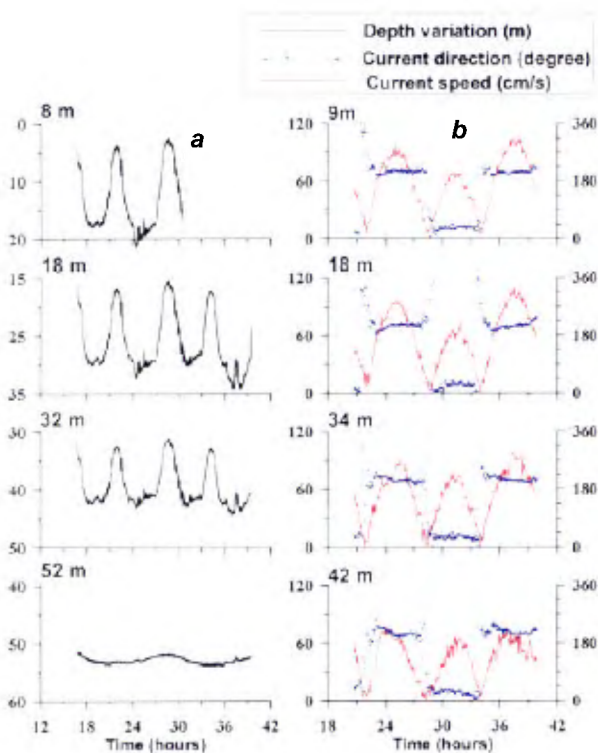 Depth variation (m)
Current direction (degree)
Current speed (cm/s)
8 m
a
0
10
20
9m
b
120
60
0
360
180
0
18 m
15
25
35
18 m
120
60
0
360
180
0
32 m
30
40
50
34 m
120
60
0
360
180
0
52 m
40
50
60
42 m
120
60
0
360
180
0
12 18 24 30 36 42
Time (hours)
18 24 30 36 42
Time (hours)